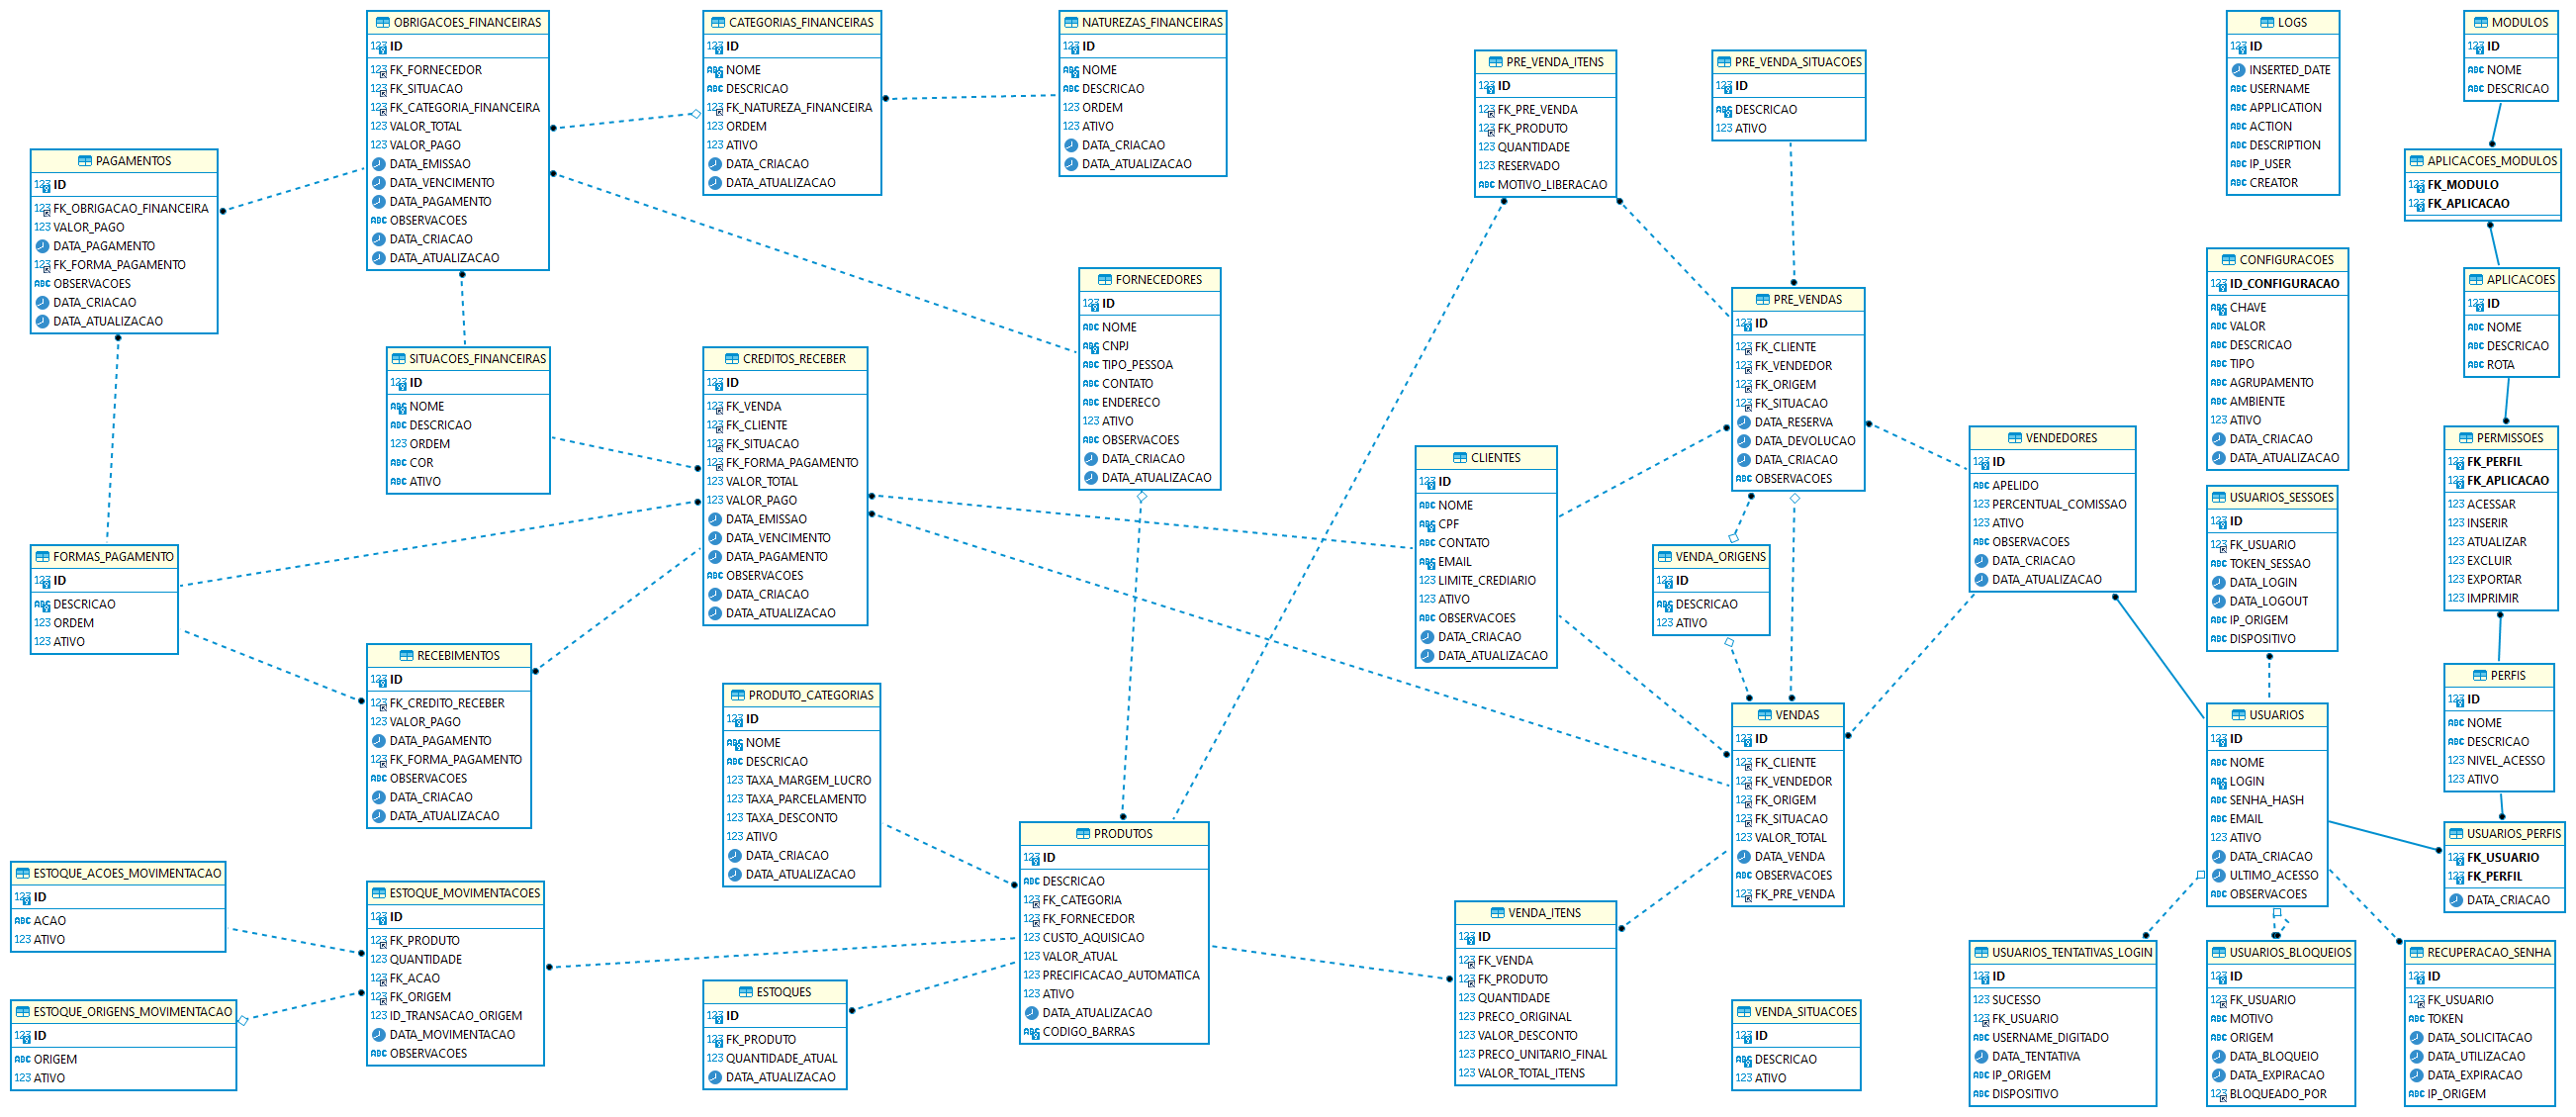 OBRIGACOES_FINANCEIRAS
ID
FK_FORNECEDOR
FK_SITUACAO
FK_CATEGORIA_FINANCEIRA
VALOR_TOTAL
VALOR_PAGO
DATA_EMISSAO
DATA_VENCIMENTO
DATA_PAGAMENTO
OBSERVACOES
DATA_CRIACAO
DATA_ATUALIZACAO
CATEGORIAS_FINANCEIRAS
ID
NOME
DESCRICAO
FK_NATUREZA_FINANCEIRA
ORDEM
ATIVO
DATA_CRIACAO
DATA_ATUALIZACAO
NATUREZAS_FINANCEIRAS
ID
NOME
DESCRICAO
ORDEM
ATIVO
DATA_CRIACAO
DATA_ATUALIZACAO
PRE_VENDA_ITENS
ID
FK_PRE_VENDA
FK_PRODUTO
QUANTIDADE
RESERVADO
MOTIVO_LIBERACAO
PRE_VENDA_SITUACOES
ID
DESCRICAO
ATIVO
LOGS
ID
INSERTED_DATE
USERNAME
APPLICATION
ACTION
DESCRIPTION
IP_USER
CREATOR
MODULOS
ID
NOME
DESCRICAO
PAGAMENTOS
ID
FK_OBRIGACAO_FINANCEIRA
VALOR_PAGO
DATA_PAGAMENTO
FK_FORMA_PAGAMENTO
OBSERVACOES
DATA_CRIACAO
DATA_ATUALIZACAO
APLICACOES_MODULOS
FK_MODULO
FK_APLICACAO
CONFIGURACOES
ID_CONFIGURACAO
CHAVE
VALOR
DESCRICAO
TIPO
AGRUPAMENTO
AMBIENTE
ATIVO
DATA_CRIACAO
DATA_ATUALIZACAO
APLICACOES
ID
NOME
DESCRICAO
ROTA
FORNECEDORES
ID
NOME
CNPJ
TIPO_PESSOA
CONTATO
ENDERECO
ATIVO
OBSERVACOES
DATA_CRIACAO
DATA_ATUALIZACAO
PRE_VENDAS
ID
FK_CLIENTE
FK_VENDEDOR
FK_ORIGEM
FK_SITUACAO
DATA_RESERVA
DATA_DEVOLUCAO
DATA_CRIACAO
OBSERVACOES
SITUACOES_FINANCEIRAS
ID
NOME
DESCRICAO
ORDEM
COR
ATIVO
CREDITOS_RECEBER
ID
FK_VENDA
FK_CLIENTE
FK_SITUACAO
FK_FORMA_PAGAMENTO
VALOR_TOTAL
VALOR_PAGO
DATA_EMISSAO
DATA_VENCIMENTO
DATA_PAGAMENTO
OBSERVACOES
DATA_CRIACAO
DATA_ATUALIZACAO
CLIENTES
ID
NOME
CPF
CONTATO
EMAIL
LIMITE_CREDIARIO
ATIVO
OBSERVACOES
DATA_CRIACAO
DATA_ATUALIZACAO
VENDEDORES
ID
APELIDO
PERCENTUAL_COMISSAO
ATIVO
OBSERVACOES
DATA_CRIACAO
DATA_ATUALIZACAO
PERMISSOES
FK_PERFIL
FK_APLICACAO
ACESSAR
INSERIR
ATUALIZAR
EXCLUIR
EXPORTAR
IMPRIMIR
USUARIOS_SESSOES
ID
FK_USUARIO
TOKEN_SESSAO
DATA_LOGIN
DATA_LOGOUT
IP_ORIGEM
DISPOSITIVO
FORMAS_PAGAMENTO
ID
DESCRICAO
ORDEM
ATIVO
VENDA_ORIGENS
ID
DESCRICAO
ATIVO
RECEBIMENTOS
ID
FK_CREDITO_RECEBER
VALOR_PAGO
DATA_PAGAMENTO
FK_FORMA_PAGAMENTO
OBSERVACOES
DATA_CRIACAO
DATA_ATUALIZACAO
PRODUTO_CATEGORIAS
ID
NOME
DESCRICAO
TAXA_MARGEM_LUCRO
TAXA_PARCELAMENTO
TAXA_DESCONTO
ATIVO
DATA_CRIACAO
DATA_ATUALIZACAO
PERFIS
ID
NOME
DESCRICAO
NIVEL_ACESSO
ATIVO
VENDAS
ID
FK_CLIENTE
FK_VENDEDOR
FK_ORIGEM
FK_SITUACAO
VALOR_TOTAL
DATA_VENDA
OBSERVACOES
FK_PRE_VENDA
USUARIOS
ID
NOME
LOGIN
SENHA_HASH
EMAIL
ATIVO
DATA_CRIACAO
ULTIMO_ACESSO
OBSERVACOES
PRODUTOS
ID
DESCRICAO
FK_CATEGORIA
FK_FORNECEDOR
CUSTO_AQUISICAO
VALOR_ATUAL
PRECIFICACAO_AUTOMATICA
ATIVO
DATA_ATUALIZACAO
CODIGO_BARRAS
USUARIOS_PERFIS
FK_USUARIO
FK_PERFIL
DATA_CRIACAO
ESTOQUE_ACOES_MOVIMENTACAO
ID
ACAO
ATIVO
ESTOQUE_MOVIMENTACOES
ID
FK_PRODUTO
QUANTIDADE
FK_ACAO
FK_ORIGEM
ID_TRANSACAO_ORIGEM
DATA_MOVIMENTACAO
OBSERVACOES
VENDA_ITENS
ID
FK_VENDA
FK_PRODUTO
QUANTIDADE
PRECO_ORIGINAL
VALOR_DESCONTO
PRECO_UNITARIO_FINAL
VALOR_TOTAL_ITENS
USUARIOS_TENTATIVAS_LOGIN
ID
SUCESSO
FK_USUARIO
USERNAME_DIGITADO
DATA_TENTATIVA
IP_ORIGEM
DISPOSITIVO
USUARIOS_BLOQUEIOS
ID
FK_USUARIO
MOTIVO
ORIGEM
DATA_BLOQUEIO
DATA_EXPIRACAO
BLOQUEADO_POR
RECUPERACAO_SENHA
ID
FK_USUARIO
TOKEN
DATA_SOLICITACAO
DATA_UTILIZACAO
DATA_EXPIRACAO
IP_ORIGEM
ESTOQUES
ID
FK_PRODUTO
QUANTIDADE_ATUAL
DATA_ATUALIZACAO
ESTOQUE_ORIGENS_MOVIMENTACAO
ID
ORIGEM
ATIVO
VENDA_SITUACOES
ID
DESCRICAO
ATIVO